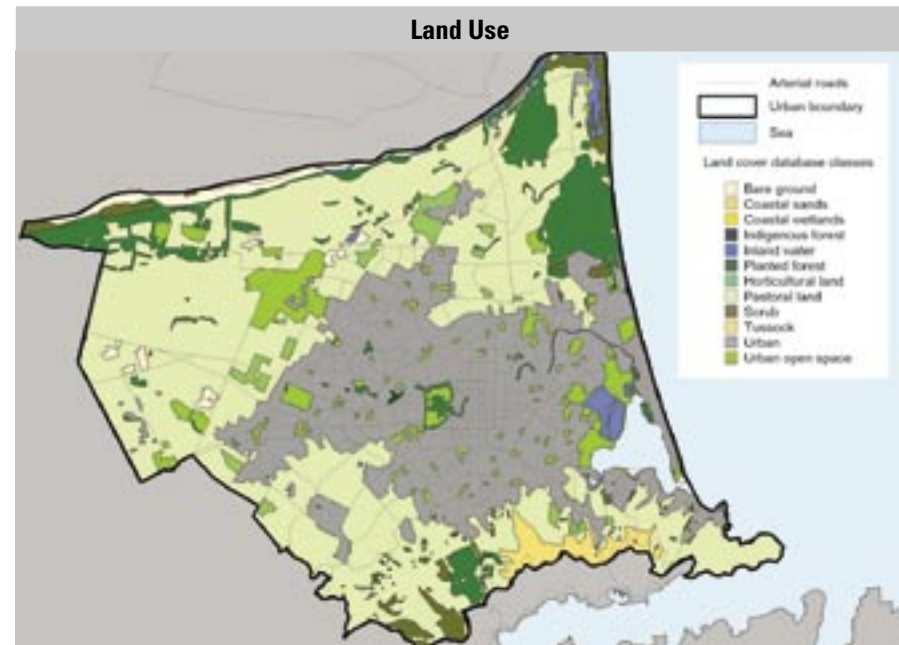 Land Use
Arterial roads
Urban boundary
Sea
Land cover database classes
Bare ground
Coastal sands
Coastal wetlands
Indigenous forest
Inland water
Planted forest
Horticultural land
Pastoral land
Scrub
Tussock
Urban
Urban open space